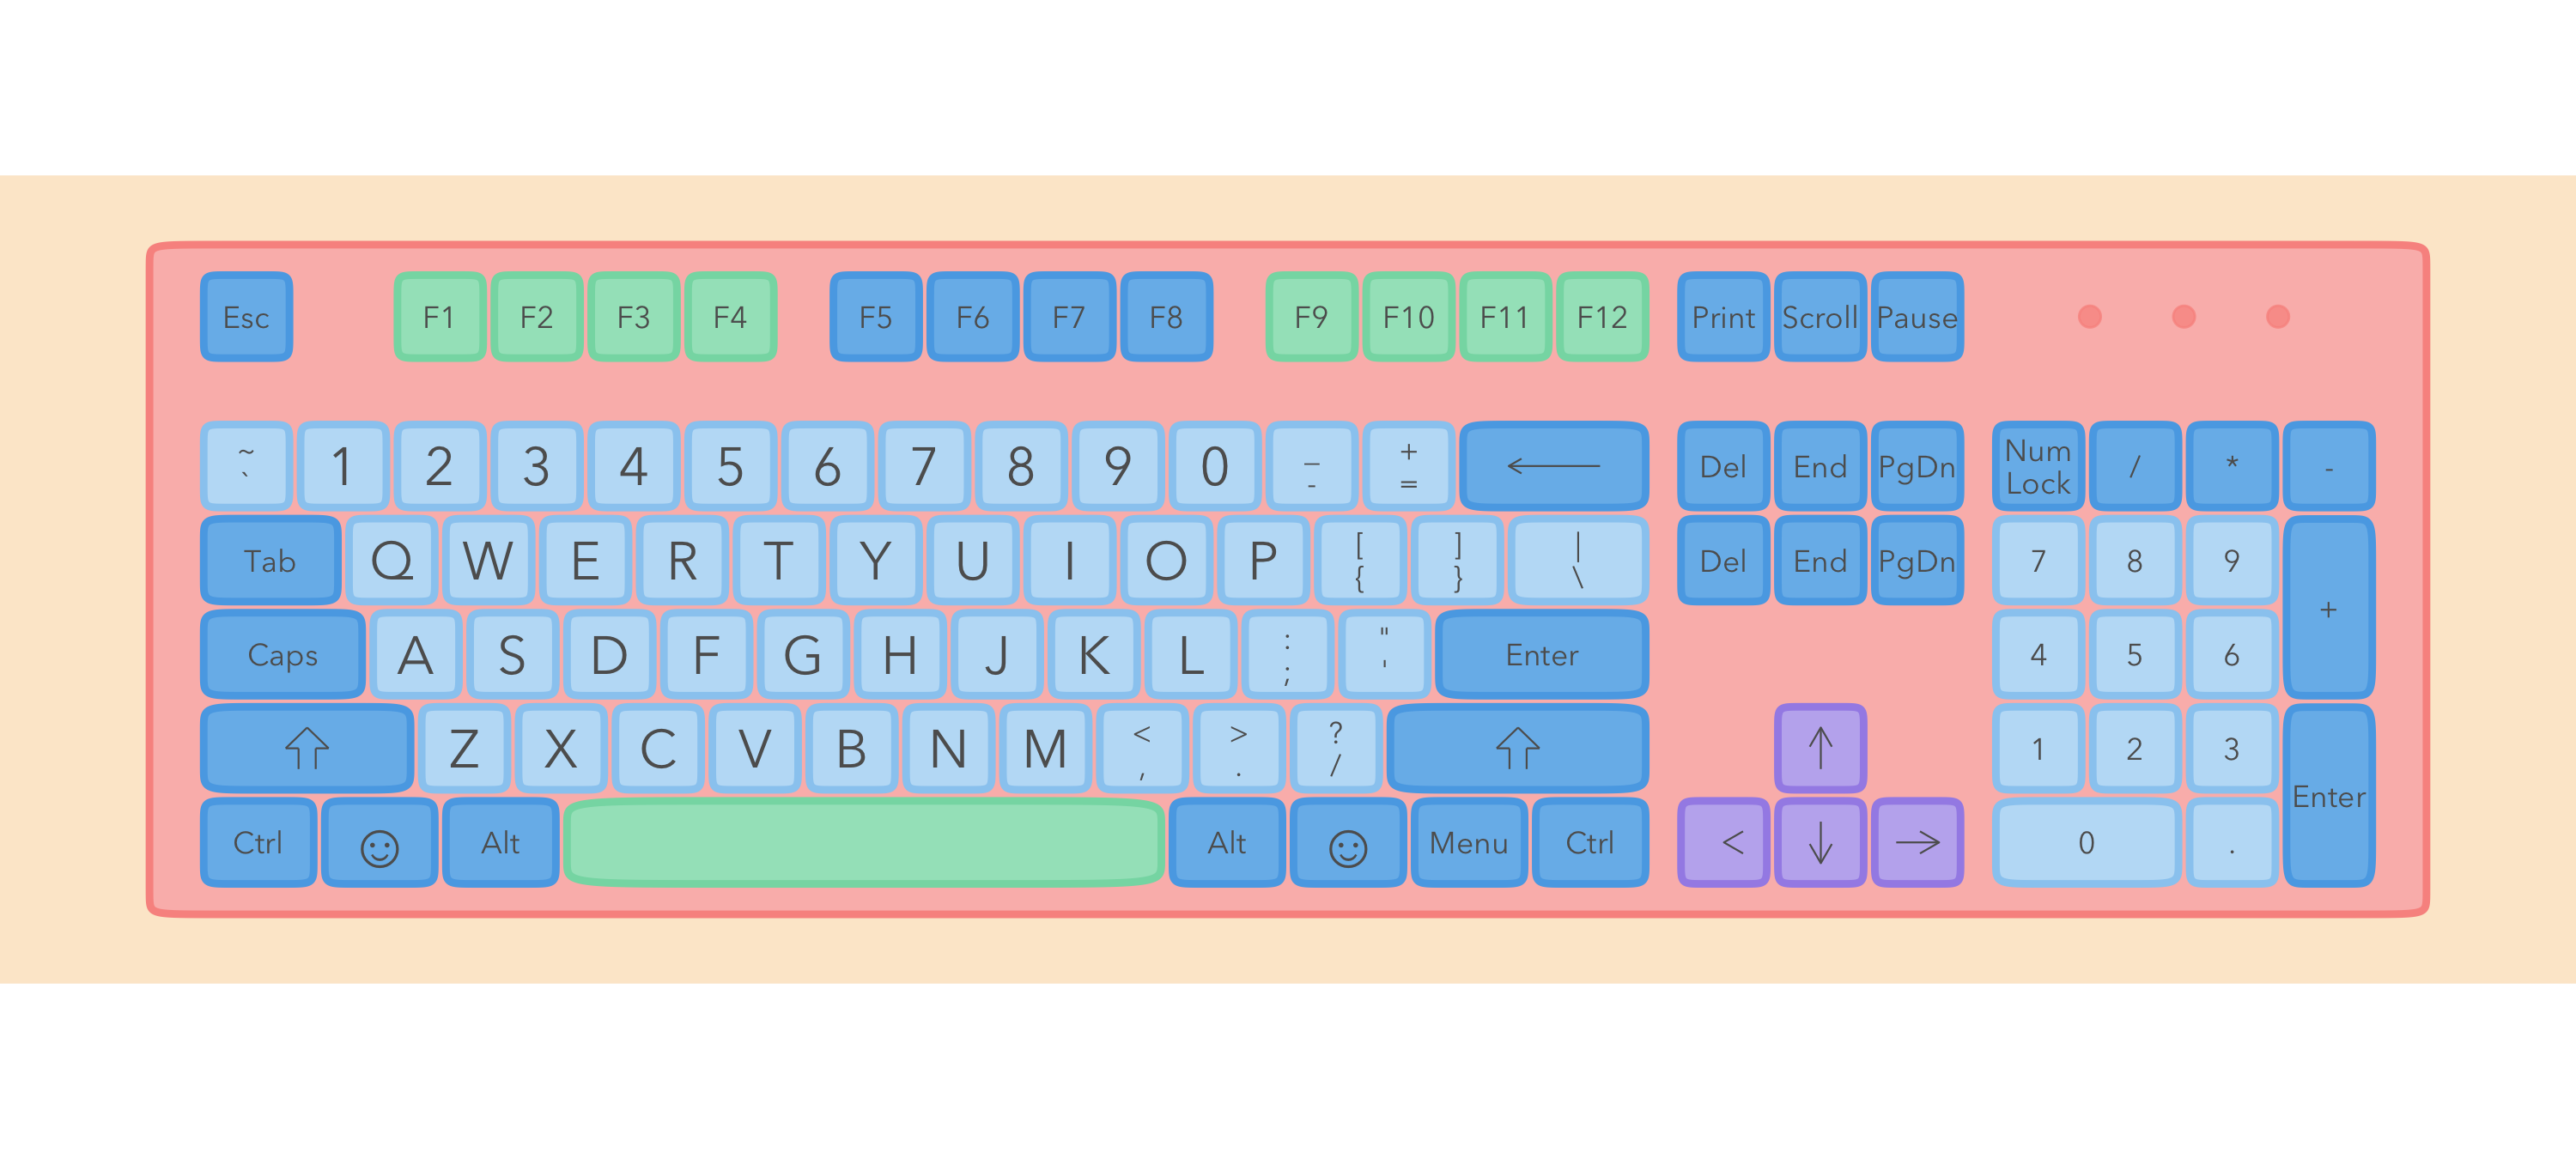 Esc F1 F2 F3 F4 F5 F6 F7 F8 F9 F10 F11 F12 Print Scroll Pause
~ ` 1 2 3 4 5 6 7 8 9 0 _ - + = ← Del End PgDn Num Lock / * -
Tab Q W E R T Y U I O P [ { ] } | \ Del End PgDn 7 8 9 +
Caps A S D F G H J K L : ; " ' Enter 4 5 6
⇧ Z X C V B N M < , > . ? / ⇧ ↑ 1 2 3 Enter
Ctrl ☺ Alt Alt ☺ Menu Ctrl < ↓ → 0 .